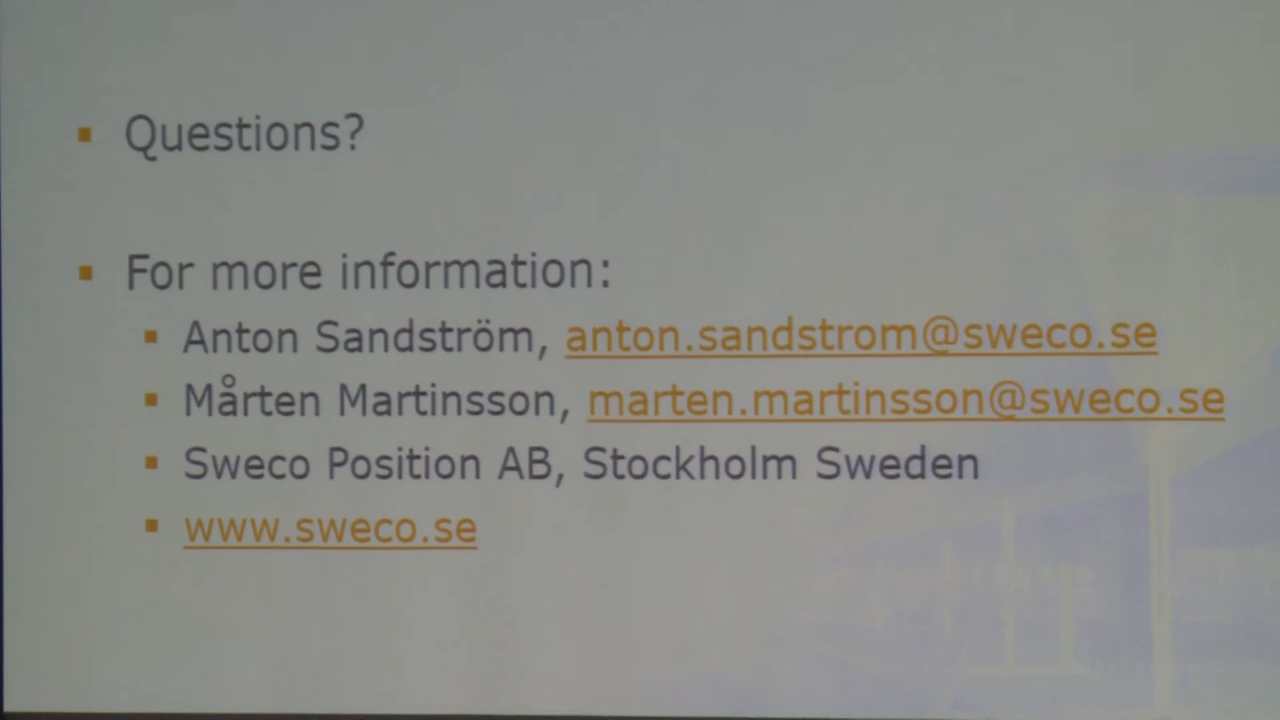 Questions?
For more information:
Anton Sandström, anton.sandstrom@sweco.se
Mårten Martinsson, marten.martinsson@sweco.se
Sweco Position AB, Stockholm Sweden
www.sweco.se